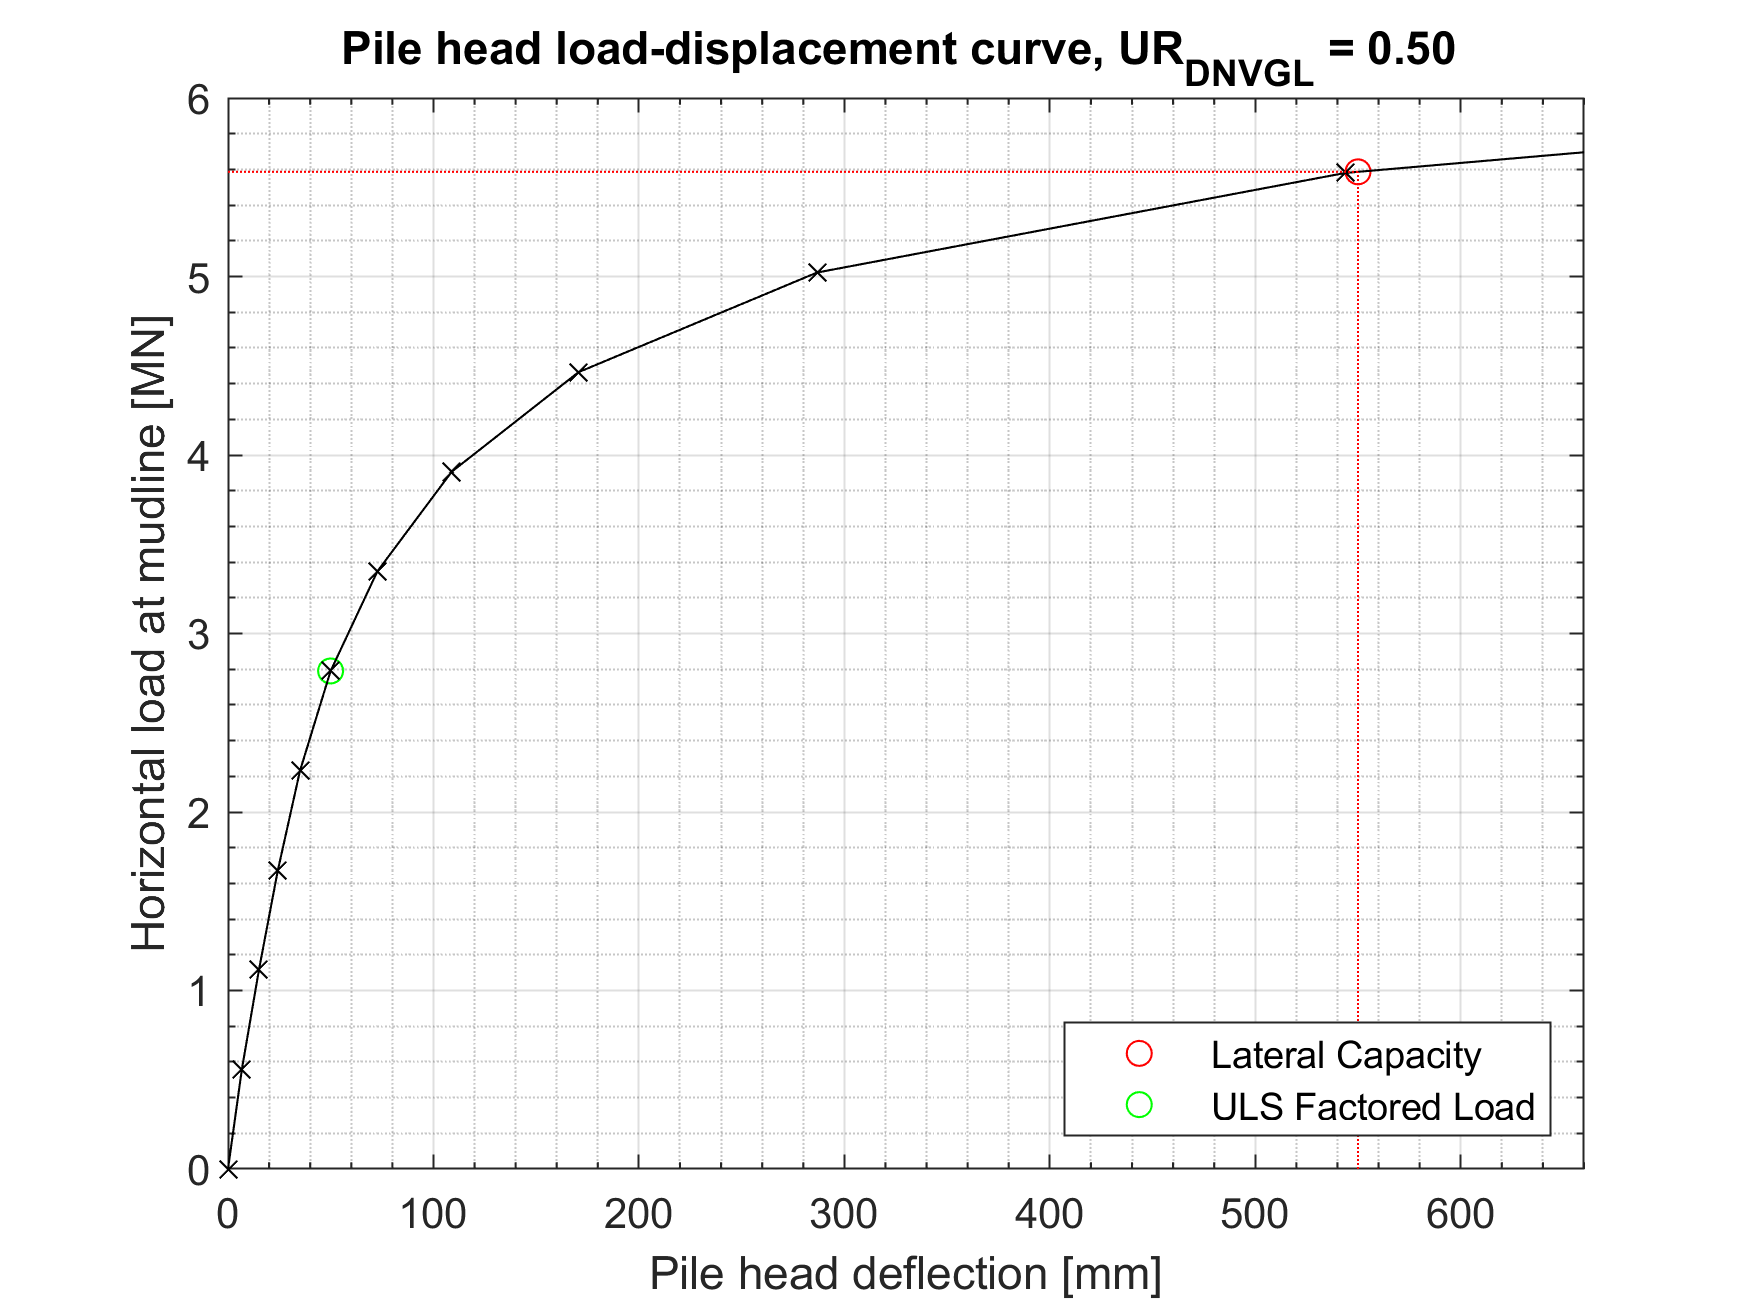 Pile head load-displacement curve, UR_DNVGL = 0.50
Horizontal load at mudline [MN]
6
5
4
3
2
1
0
0 100 200 300 400 500 600
Pile head deflection [mm]
Lateral Capacity
ULS Factored Load